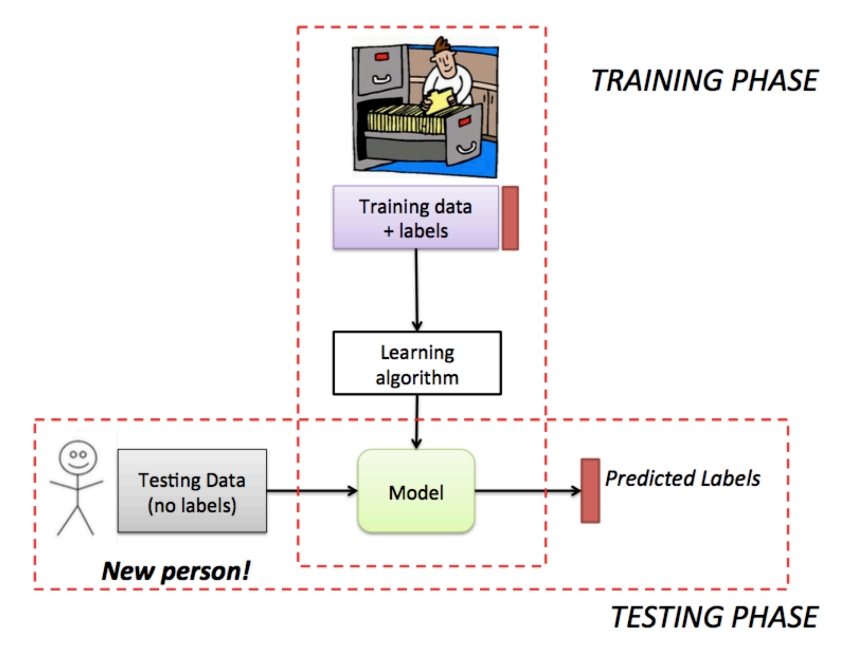 TRAINING PHASE
Training data
+ labels
Learning
algorithm
Testing Data
(no labels)
Model
Predicted Labels
New person!
TESTING PHASE